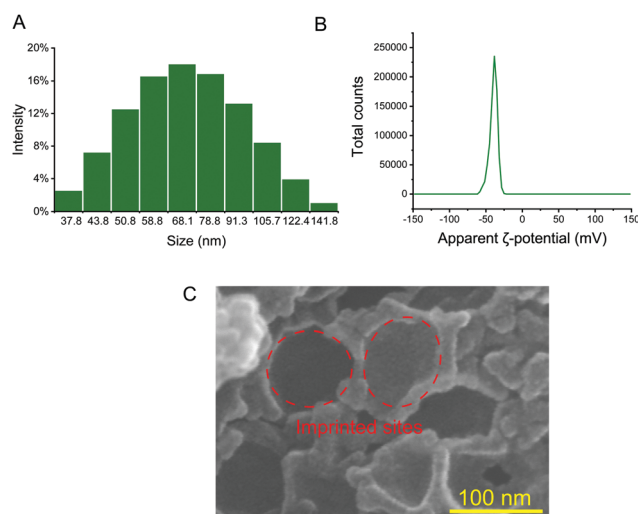 A
20%
16%
12%
8%
4%
0%
Intensity
37.8 43.8 50.8 58.8 68.1 78.8 91.3 105.7 122.4 141.8
Size (nm)
B
250000
200000
150000
100000
50000
0
Total counts
-150 -100 -50 0 50 100 150
Apparent ζ-potential (mV)
C
Imprinted sites
100 nm